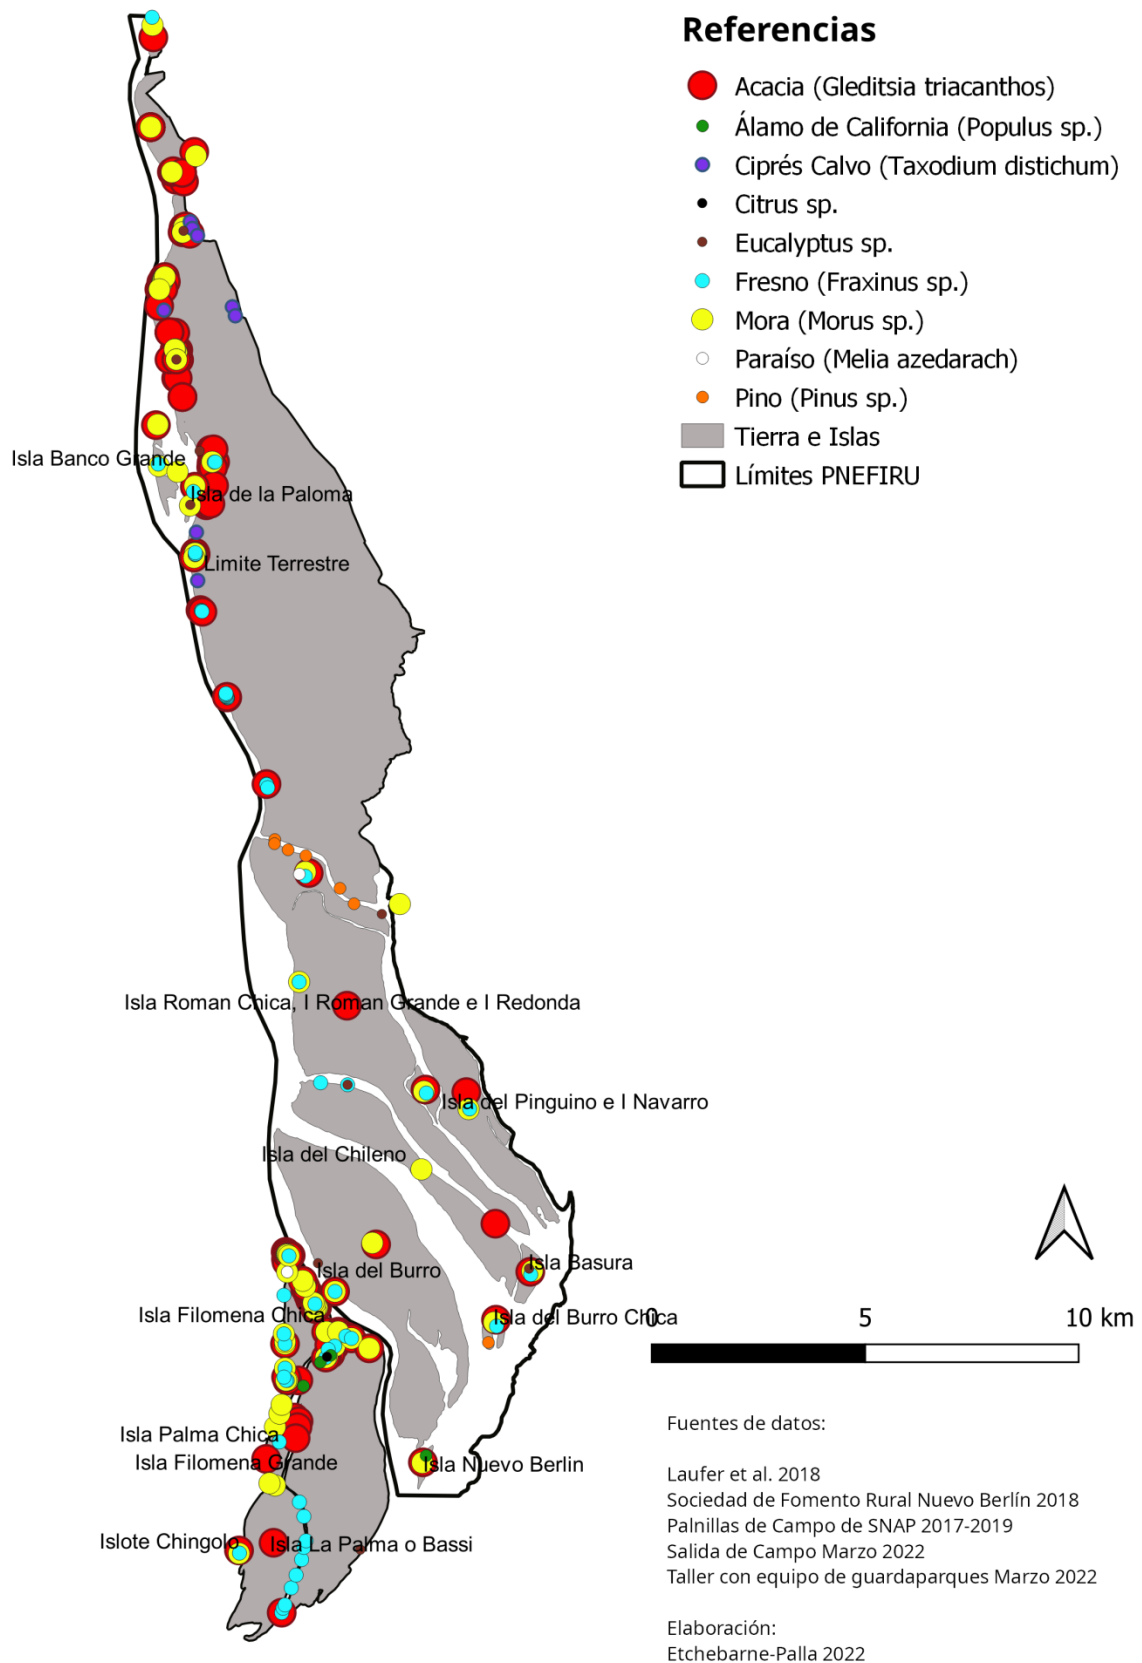 Referencias
Acacia (Gleditsia triacanthos)
Álamo de California (Populus sp.)
Ciprés Calvo (Taxodium distichum)
Citrus sp.
Eucalyptus sp.
Fresno (Fraxinus sp.)
Mora (Morus sp.)
Paraíso (Melia azedarach)
Pino (Pinus sp.)
Tierra e Islas
Límites PNEFIRU
Isla Banco Grande
Isla de la Paloma
Limite Terrestre
Isla Roman Chica, I Roman Grande e I Redonda
Isla del Pinguino e I Navarro
Isla del Chileno
Isla Basura
Isla del Burro
Isla Filomena Chica
Isla del Burro Chica
0 5 10 km
Isla Palma Chica
Isla Filomena Grande
Isla Nuevo Berlin
Islote Chingolo
Isla La Palma o Bassi
Fuentes de datos:
Laufer et al. 2018
Sociedad de Fomento Rural Nuevo Berlín 2018
Palnillas de Campo de SNAP 2017-2019
Salida de Campo Marzo 2022
Taller con equipo de guardaparques Marzo 2022
Elaboración:
Etchebarne-Palla 2022